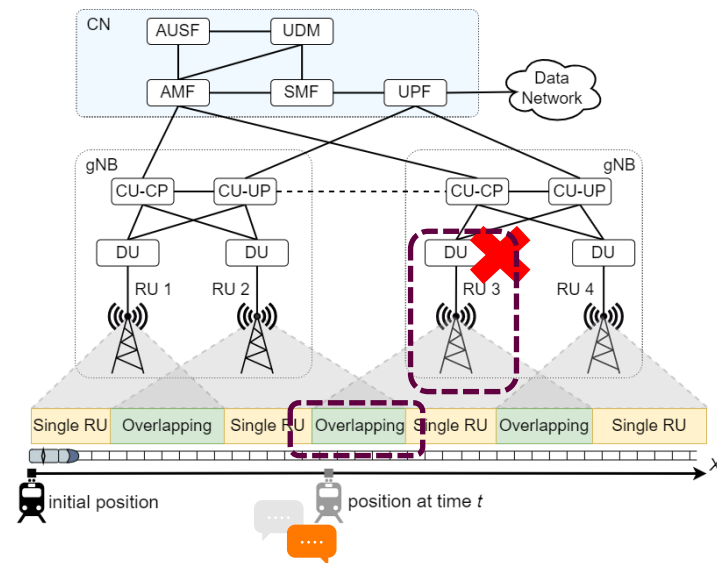 CN
AUSF
UDM
AMF
SMF
UPF
Data
Network
gNB
gNB
CU-CP
CU-UP
CU-CP
CU-UP
DU
DU
DU
DU
RU 1
RU 2
RU 3
RU 4
Single RU
Overlapping
Single RU
Overlapping
Single RU
Overlapping
Single RU
X
initial position
position at time t